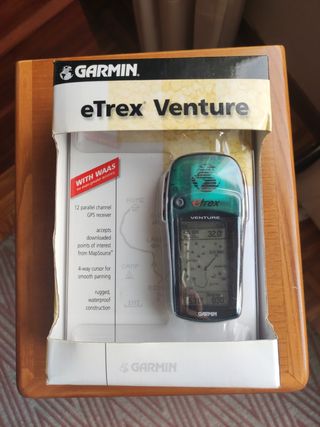 GARMIN
eTrex® Venture
WITH WAAS
12 parallel channel
GPS receiver
accepts
downloaded
points of interest
from MapSource
4-way cursor for
smooth panning
rugged,
waterproof
construction
etrex
VENTURE
GARMIN
GARMIN